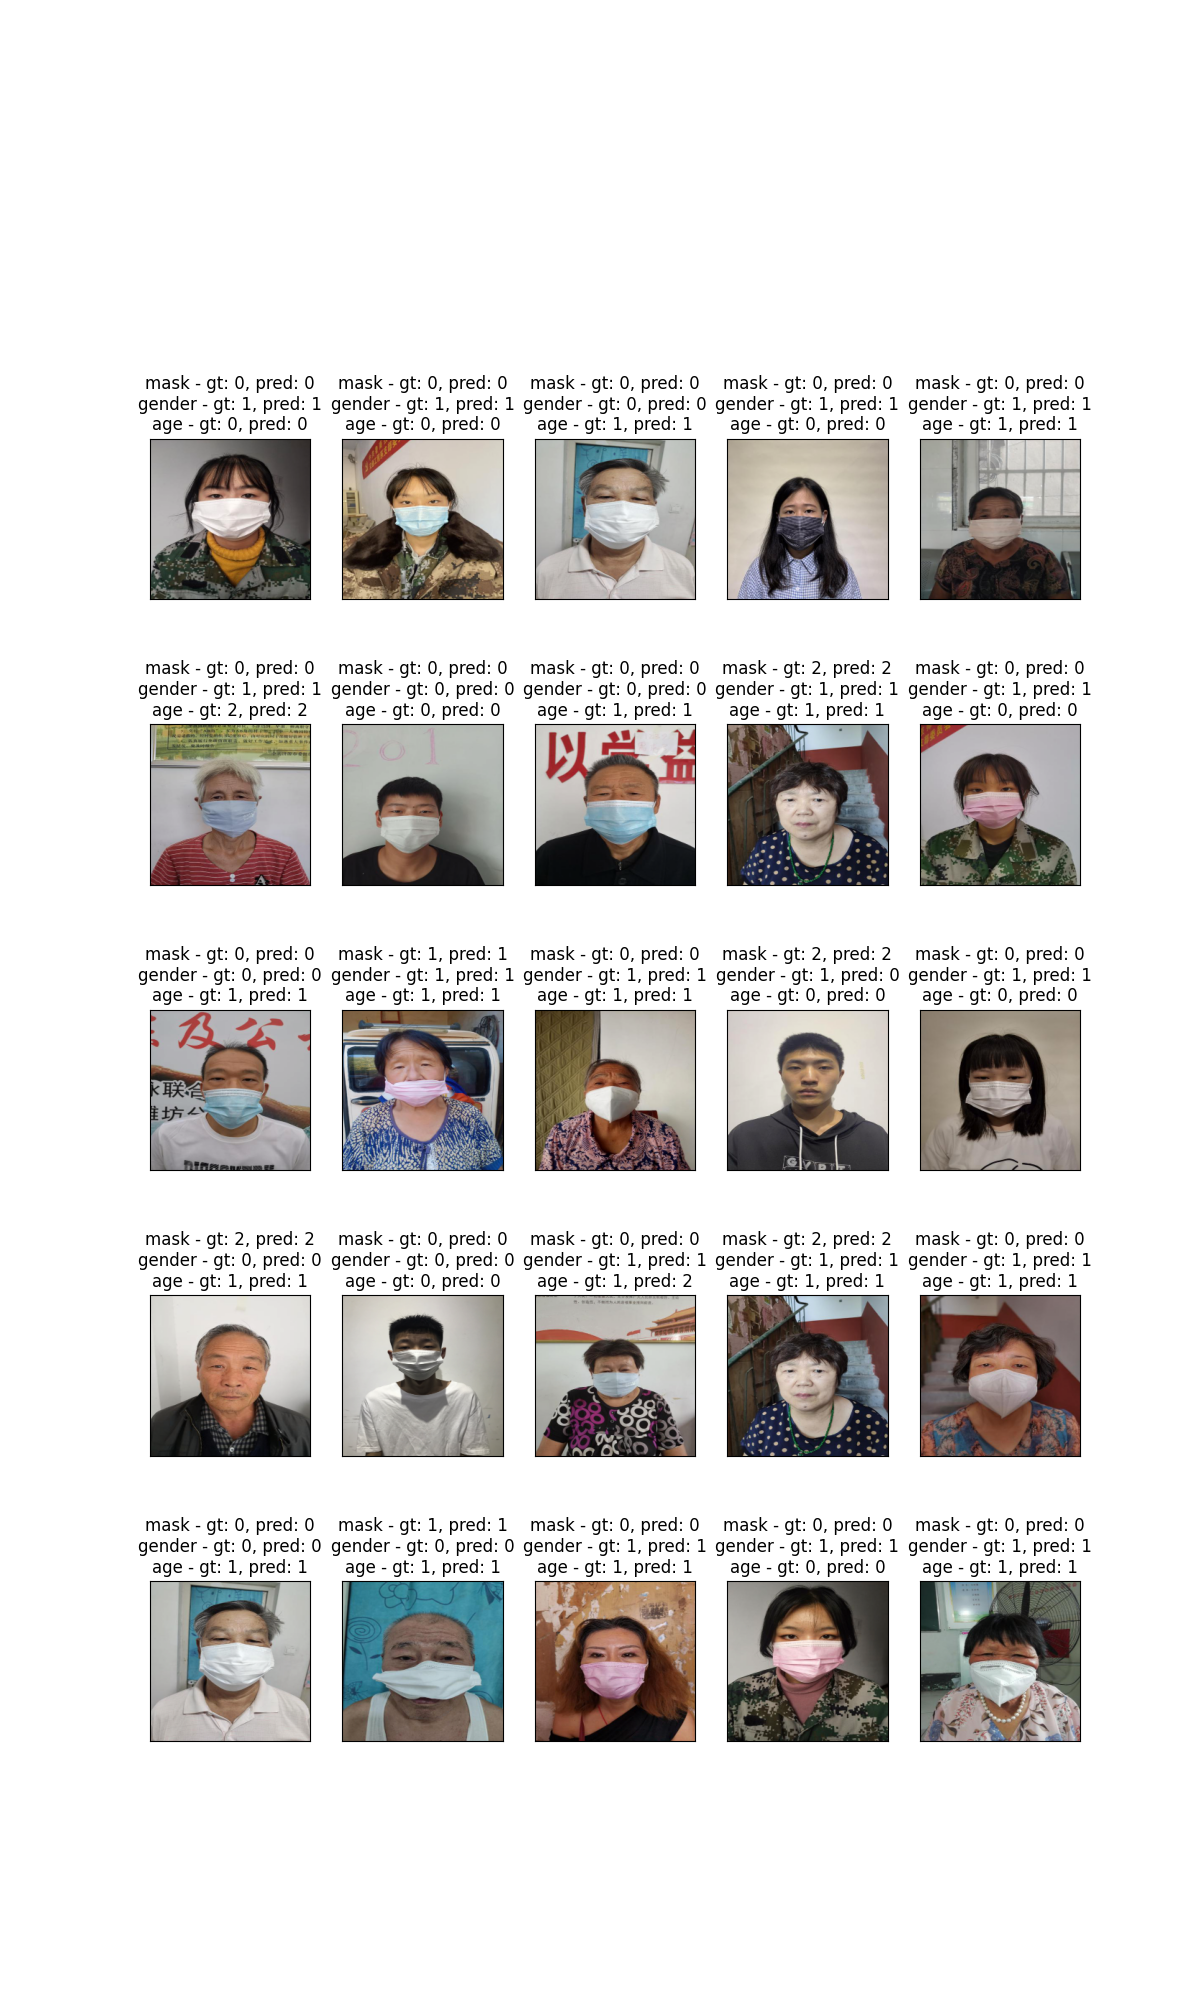 mask - gt: 0, pred: 0
gender - gt: 1, pred: 1
age - gt: 0, pred: 0
mask - gt: 0, pred: 0
gender - gt: 1, pred: 1
age - gt: 0, pred: 0
mask - gt: 0, pred: 0
gender - gt: 0, pred: 0
age - gt: 1, pred: 1
mask - gt: 0, pred: 0
gender - gt: 1, pred: 1
age - gt: 0, pred: 0
mask - gt: 0, pred: 0
gender - gt: 1, pred: 1
age - gt: 1, pred: 1
mask - gt: 0, pred: 0
gender - gt: 1, pred: 1
age - gt: 2, pred: 2
mask - gt: 0, pred: 0
gender - gt: 0, pred: 0
age - gt: 0, pred: 0
201
mask - gt: 0, pred: 0
gender - gt: 0, pred: 0
age - gt: 1, pred: 1
以学益
mask - gt: 2, pred: 2
gender - gt: 1, pred: 1
age - gt: 1, pred: 1
mask - gt: 0, pred: 0
gender - gt: 1, pred: 1
age - gt: 0, pred: 0
mask - gt: 0, pred: 0
gender - gt: 0, pred: 0
age - gt: 1, pred: 1
及公
联合
坊
mask - gt: 1, pred: 1
gender - gt: 1, pred: 1
age - gt: 1, pred: 1
mask - gt: 0, pred: 0
gender - gt: 1, pred: 1
age - gt: 1, pred: 1
mask - gt: 2, pred: 2
gender - gt: 1, pred: 0
age - gt: 0, pred: 0
mask - gt: 0, pred: 0
gender - gt: 1, pred: 1
age - gt: 0, pred: 0
mask - gt: 2, pred: 2
gender - gt: 0, pred: 0
age - gt: 1, pred: 1
mask - gt: 0, pred: 0
gender - gt: 0, pred: 0
age - gt: 0, pred: 0
mask - gt: 0, pred: 0
gender - gt: 1, pred: 1
age - gt: 1, pred: 2
mask - gt: 2, pred: 2
gender - gt: 1, pred: 1
age - gt: 1, pred: 1
mask - gt: 0, pred: 0
gender - gt: 1, pred: 1
age - gt: 1, pred: 1
mask - gt: 0, pred: 0
gender - gt: 0, pred: 0
age - gt: 1, pred: 1
mask - gt: 1, pred: 1
gender - gt: 0, pred: 0
age - gt: 1, pred: 1
mask - gt: 0, pred: 0
gender - gt: 1, pred: 1
age - gt: 1, pred: 1
mask - gt: 0, pred: 0
gender - gt: 1, pred: 1
age - gt: 0, pred: 0
mask - gt: 0, pred: 0
gender - gt: 1, pred: 1
age - gt: 1, pred: 1